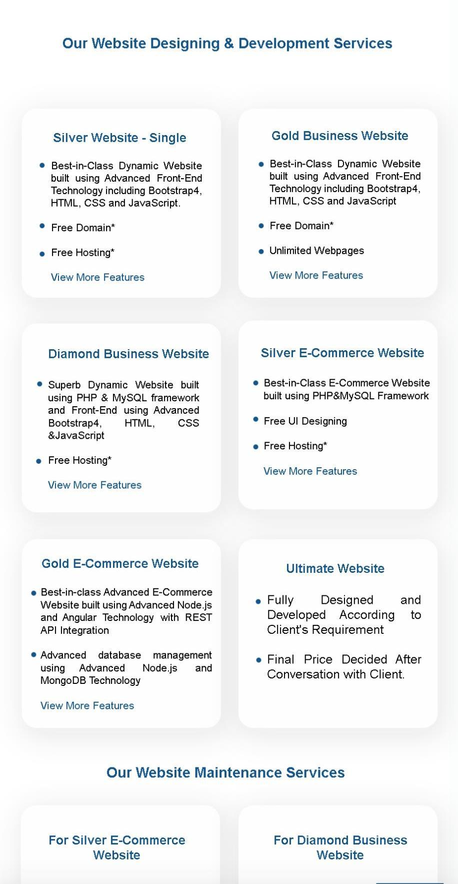 Our Website Designing & Development Services
Silver Website - Single
Best-in-Class Dynamic Website
built using Advanced Front-End
Technology including Bootstrap4,
HTML, CSS and JavaScript.
Free Domain*
Free Hosting*
View More Features
Gold Business Website
Best-in-Class Dynamic Website
built using Advanced Front-End
Technology including Bootstrap4,
HTML, CSS and JavaScript
Free Domain*
Unlimited Webpages
View More Features
Diamond Business Website
Superb Dynamic Website built
using PHP & MySQL framework
and Front-End using Advanced
Bootstrap4, HTML, CSS
&JavaScript
Free Hosting*
View More Features
Silver E-Commerce Website
Best-in-Class E-Commerce Website
built using PHP&MySQL Framework
Free UI Designing
Free Hosting*
View More Features
Gold E-Commerce Website
Best-in-class Advanced E-Commerce
Website built using Advanced Node.js
and Angular Technology with REST
API Integration
Advanced database management
using Advanced Node.js and
MongoDB Technology
View More Features
Ultimate Website
Fully Designed and
Developed According to
Client's Requirement
Final Price Decided After
Conversation with Client.
Our Website Maintenance Services
For Silver E-Commerce
Website
For Diamond Business
Website